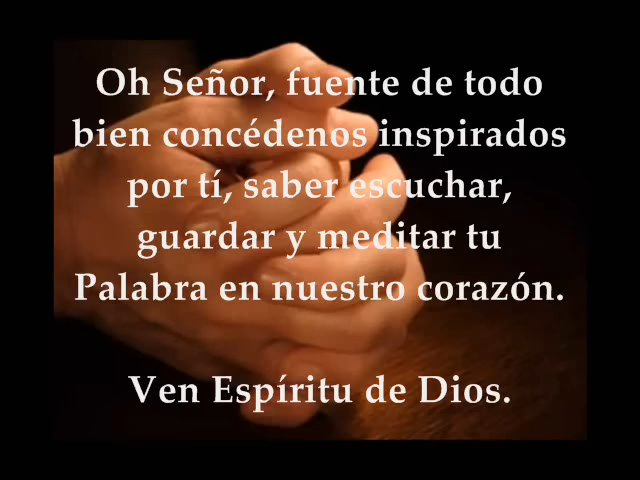 Oh Señor, fuente de todo
bien concédenos inspirados
por tí, saber escuchar,
guardar y meditar tu
Palabra en nuestro corazón.
Ven Espíritu de Dios.